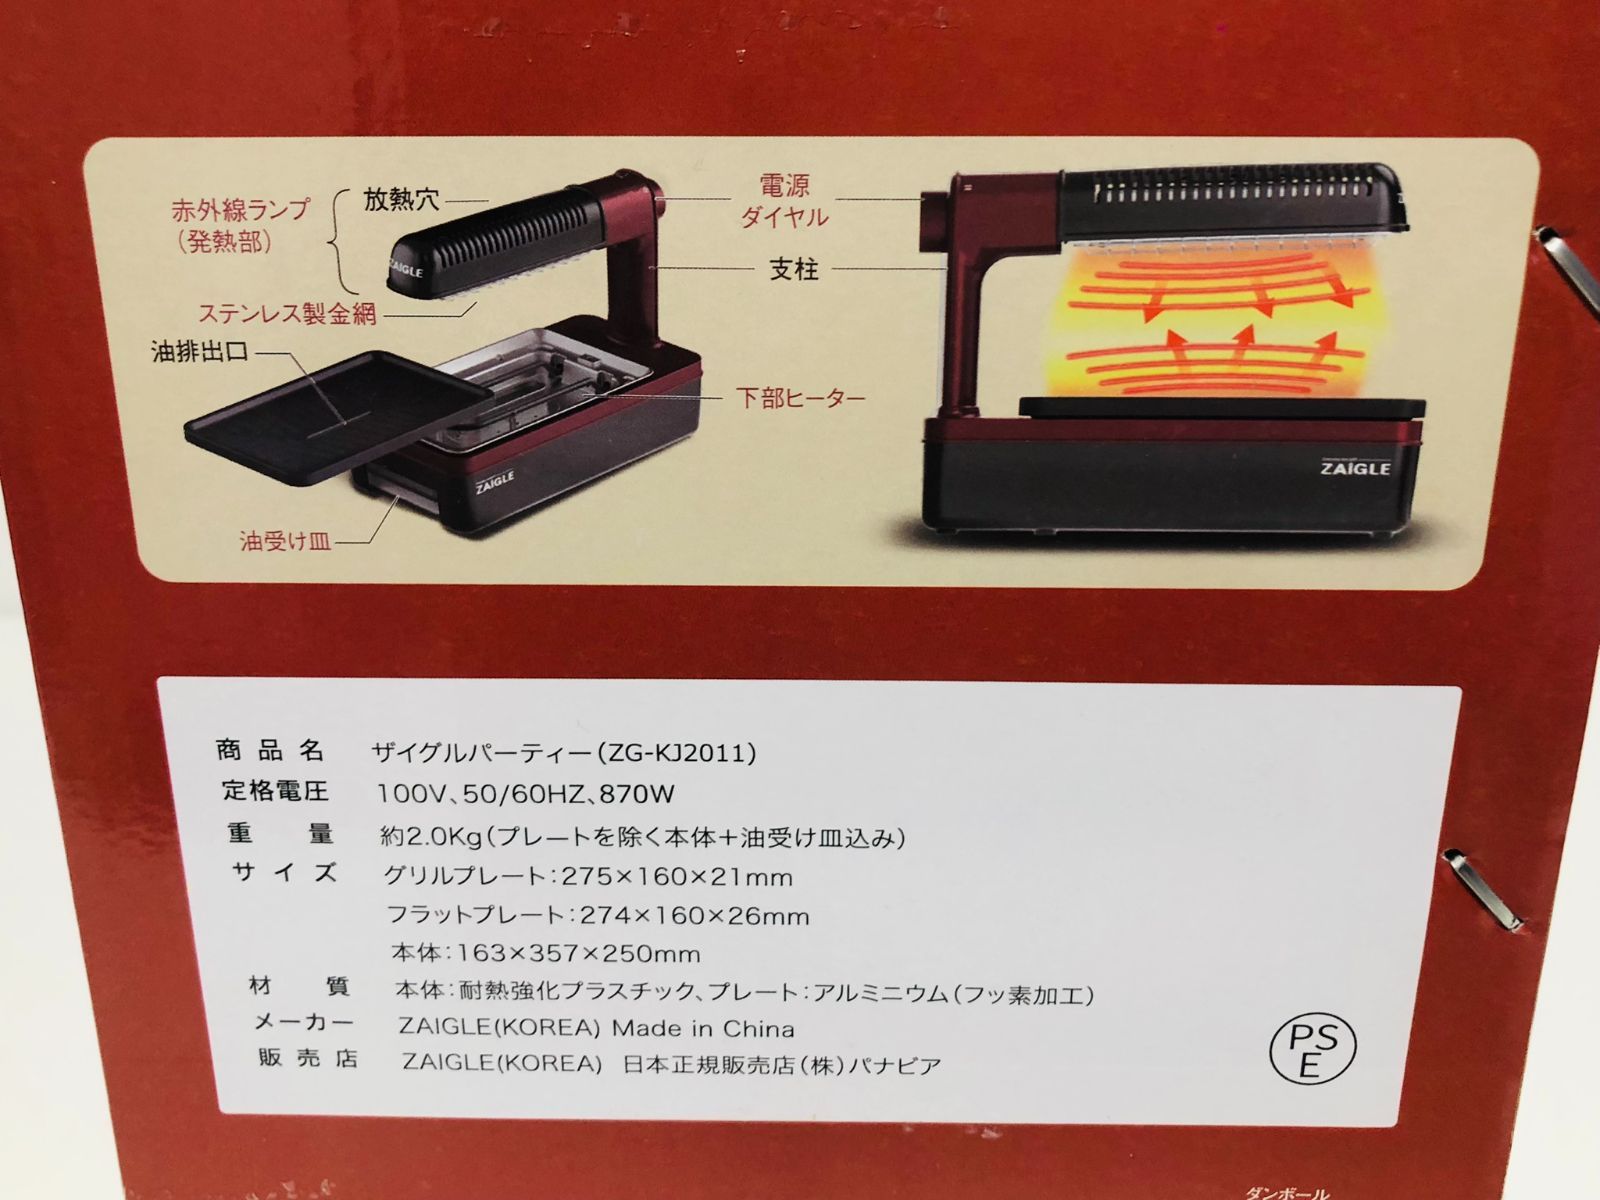 赤外線ランプ
（発熱部）
放熱穴
ZAIGLE
ステンレス製金網
油排出口
油受け皿
ZAIGLE
電源
ダイヤル
支柱
下部ヒーター
ZAIGLE
商品名 ザイグルパーティー（ZG-KJ2011）
定格電圧 100V、50/60HZ、870W
重量 約2.0Kg（プレートを除く本体＋油受け皿込み）
サイズ グリルプレート：275×160×21mm
フラットプレート：274×160×26mm
本体：163×357×250mm
材質 本体：耐熱強化プラスチック、プレート：アルミニウム（フッ素加工）
メーカー ZAIGLE(KOREA) Made in China
販売店 ZAIGLE(KOREA) 日本正規販売店（株）パナビア
PS
E
ダンボール